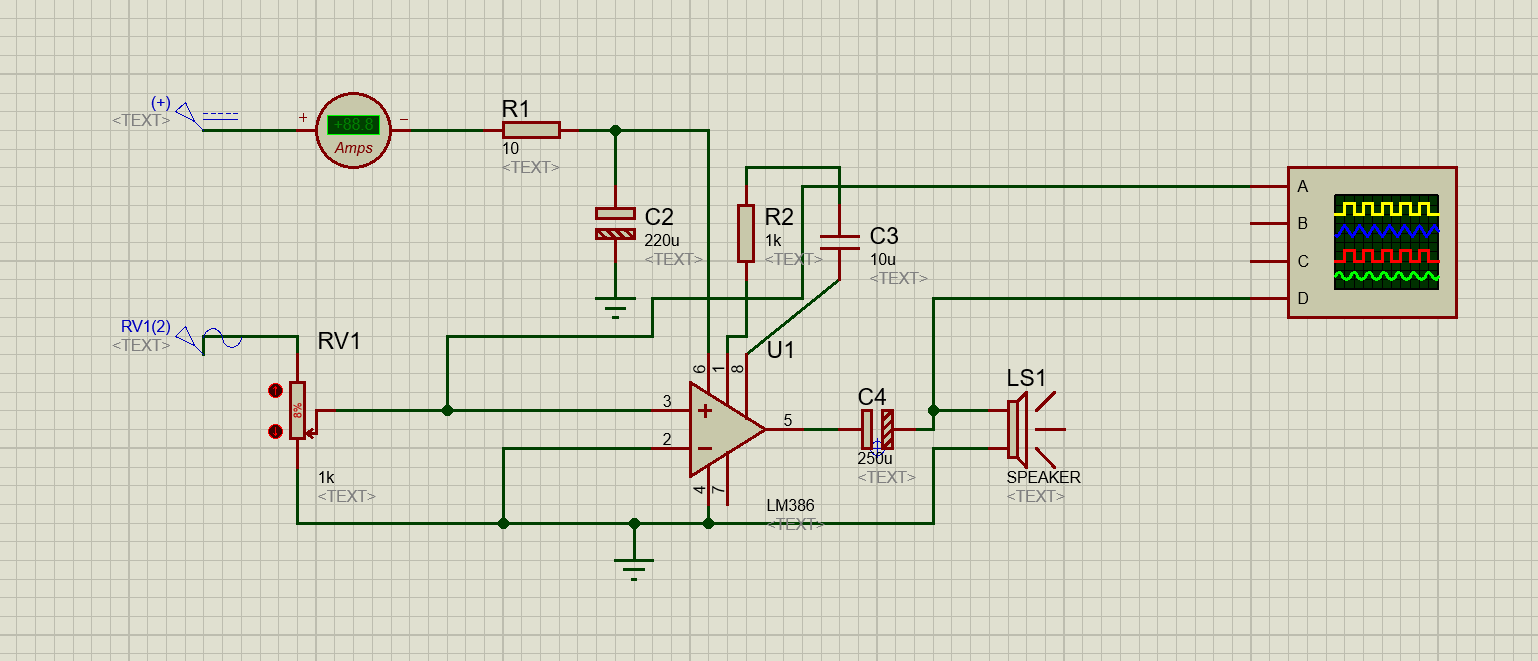 (+)
<TEXT>
+
+88.8
Amps
−
R1
10
<TEXT>
C2
220u
<TEXT>
R2
1k
<TEXT>
C3
10u
<TEXT>
A
B
C
D
RV1(2)
<TEXT>
RV1
8%
1k
<TEXT>
U1
6
1
8
3
2
5
4
7
LM386
<TEXT>
C4
250u
<TEXT>
LS1
SPEAKER
<TEXT>